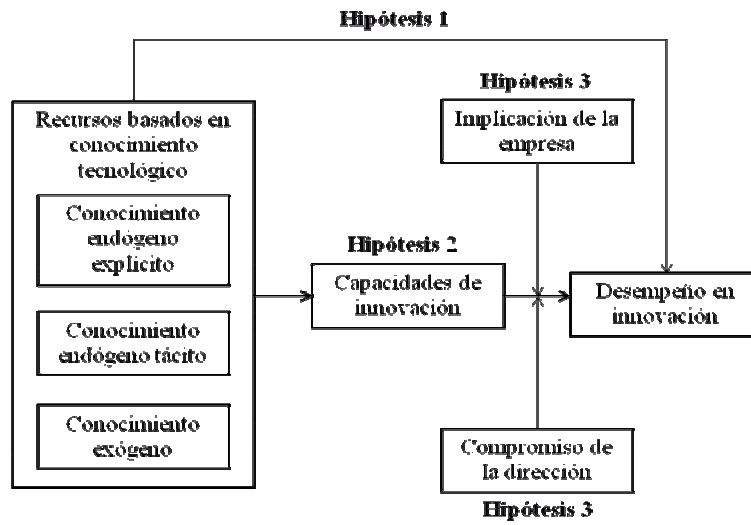 Hipótesis 1
Recursos basados en
conocimiento
tecnológico
Conocimiento
endógeno
explícito
Conocimiento
endógeno tácito
Conocimiento
exógeno
Hipótesis 2
Capacidades de
innovación
Hipótesis 3
Implicación de la
empresa
Desempeño en
innovación
Compromiso de
la dirección
Hipótesis 3